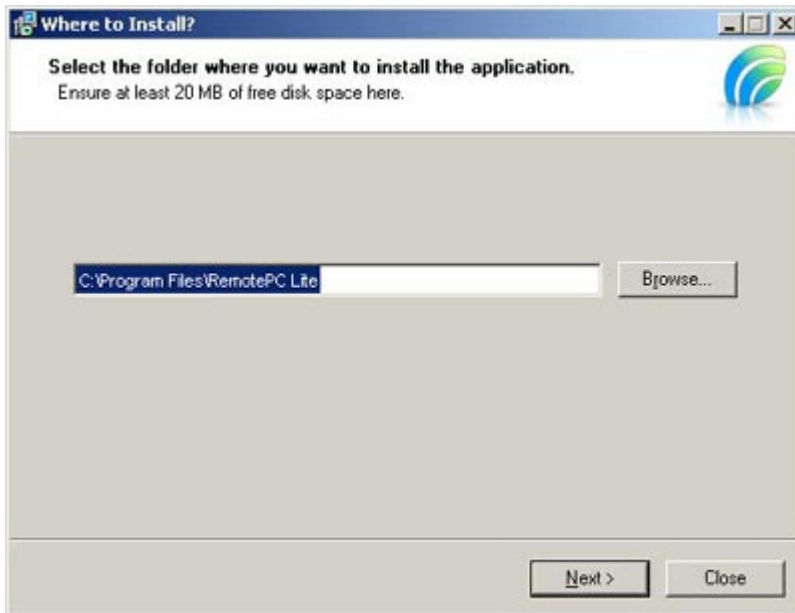 Where to Install?
Select the folder where you want to install the application.
Ensure at least 20 MB of free disk space here.
C:\Program Files\RemotePC Lite
Browse...
Next >
Close